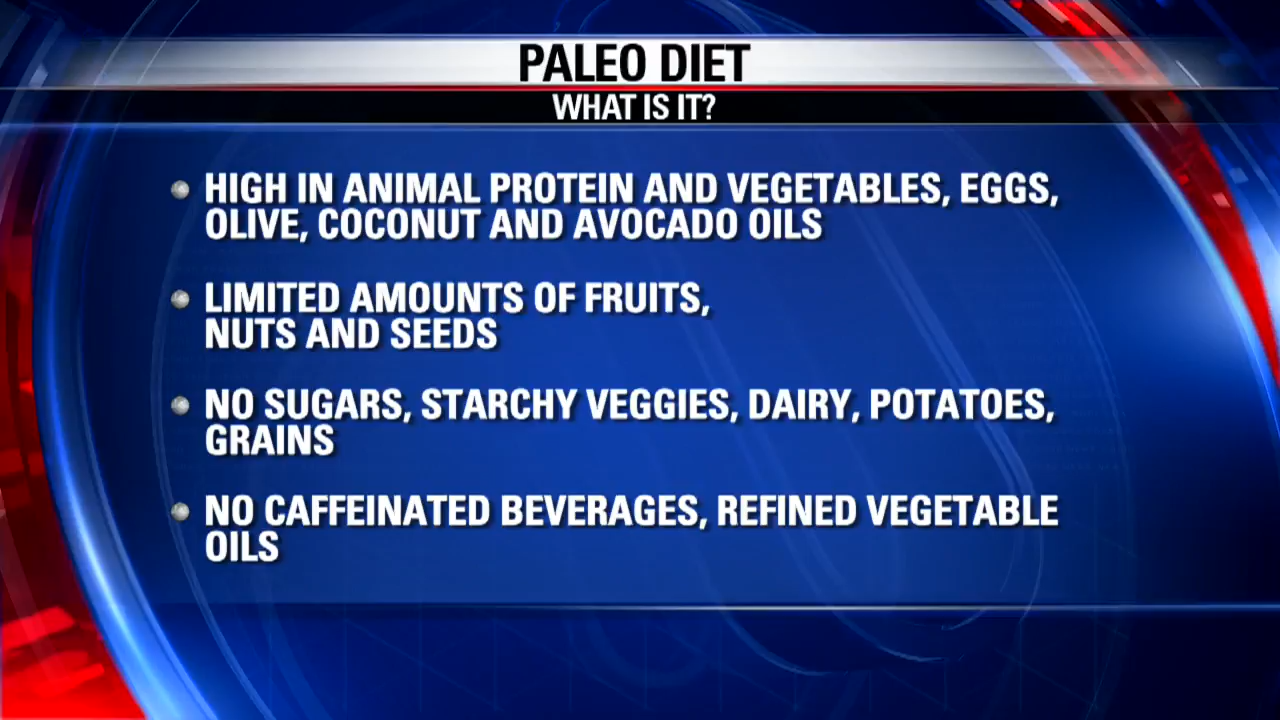 PALEO DIET
WHAT IS IT?
HIGH IN ANIMAL PROTEIN AND VEGETABLES, EGGS,
OLIVE, COCONUT AND AVOCADO OILS
LIMITED AMOUNTS OF FRUITS,
NUTS AND SEEDS
NO SUGARS, STARCHY VEGGIES, DAIRY, POTATOES,
GRAINS
NO CAFFEINATED BEVERAGES, REFINED VEGETABLE
OILS